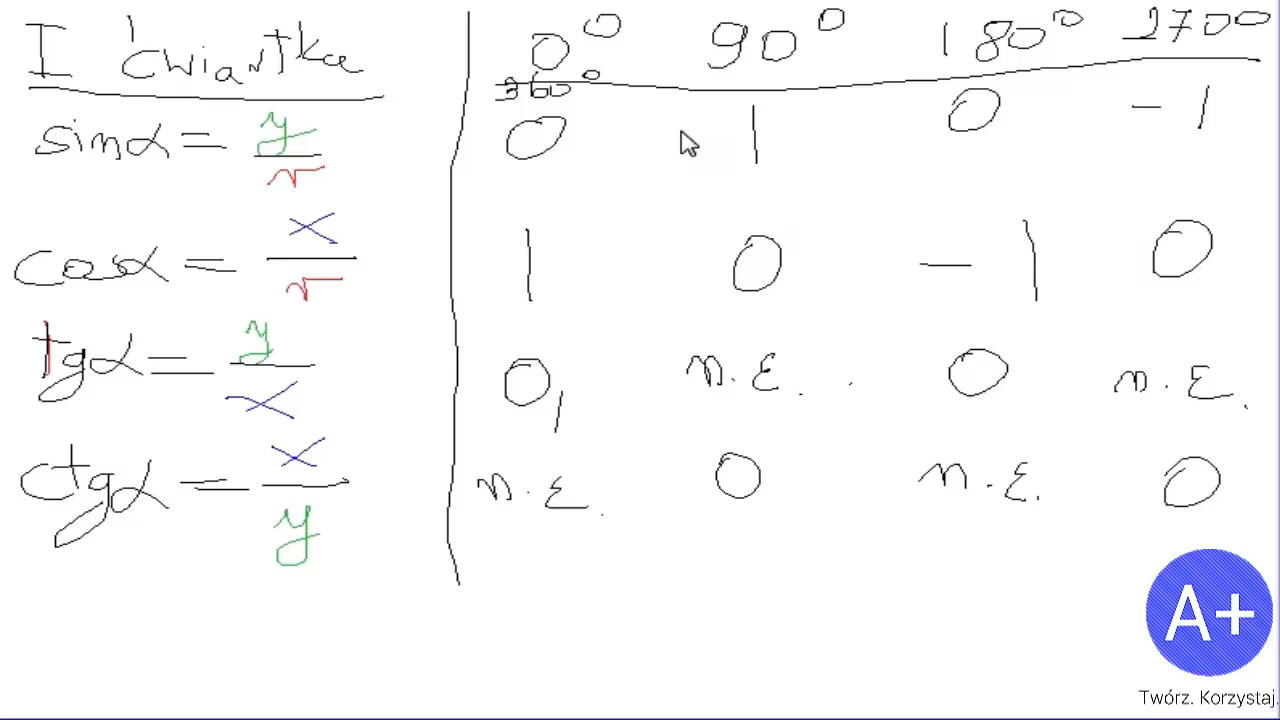 I ćwiartka 0° 90° 180° 270°
360°
sinα = y/r 0 1 0 -1
cosα = x/r 1 0 -1 0
tgα = y/x 0, n.E. n.E. 0 n.E.
ctgα = x/y n.E. 0 n.E. 0
A+
Twórz. Korzystaj.